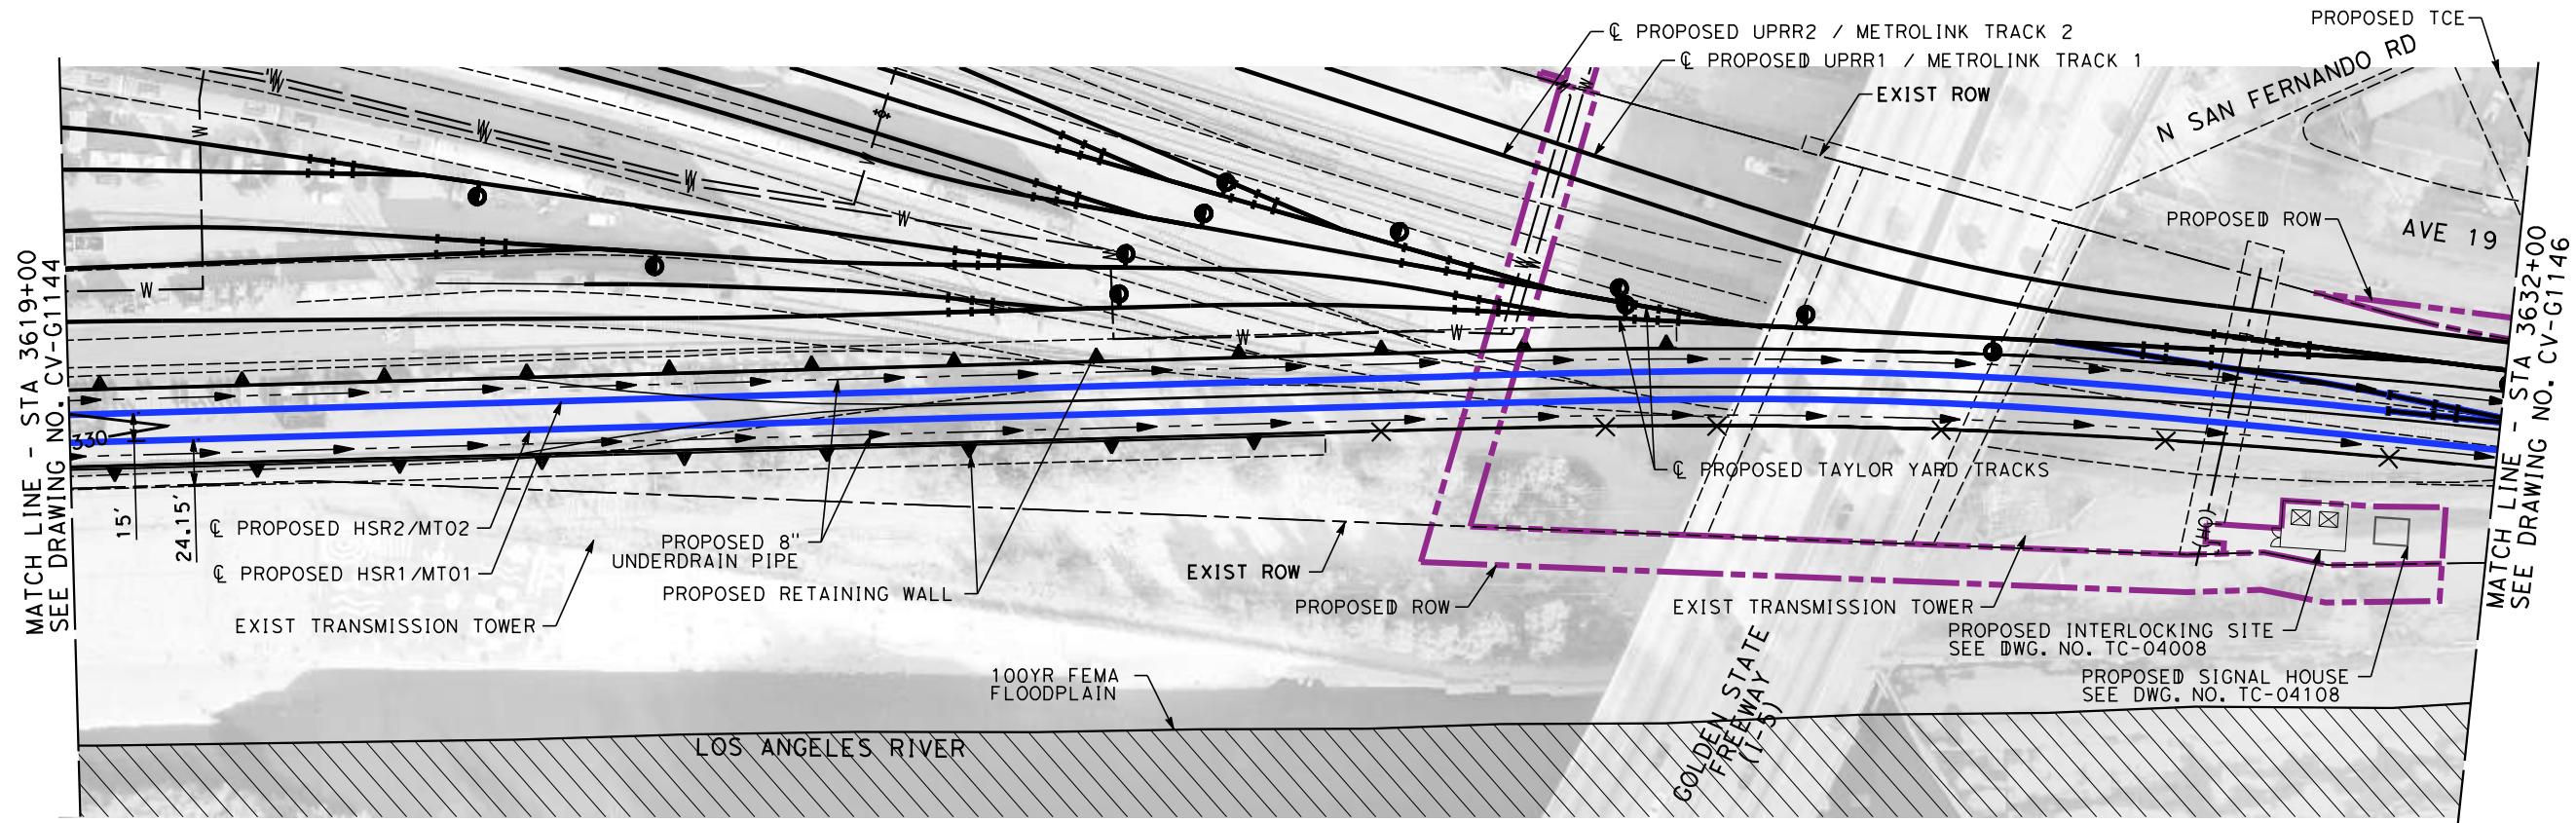 PROPOSED TCE
℄ PROPOSED UPRR2 / METROLINK TRACK 2
℄ PROPOSED UPRR1 / METROLINK TRACK 1
EXIST ROW
N SAN FERNANDO RD
PROPOSED ROW
AVE 19
MATCH LINE - STA 3619+00
SEE DRAWING NO. CV-G1144
MATCH LINE - STA 3632+00
SEE DRAWING NO. CV-G1146
W
W
W
W
W
W
W
W
W
W
W
W
330
15'
24.15'
℄ PROPOSED TAYLOR YARD TRACKS
℄ PROPOSED HSR2/MT02
℄ PROPOSED HSR1/MT01
EXIST TRANSMISSION TOWER
PROPOSED 8"
UNDERDRAIN PIPE
PROPOSED RETAINING WALL
EXIST ROW
PROPOSED ROW
(OH)
EXIST TRANSMISSION TOWER
PROPOSED INTERLOCKING SITE
SEE DWG. NO. TC-04008
PROPOSED SIGNAL HOUSE
SEE DWG. NO. TC-04108
100YR FEMA
FLOODPLAIN
LOS ANGELES RIVER
GOLDEN STATE
FREEWAY
(I-5)